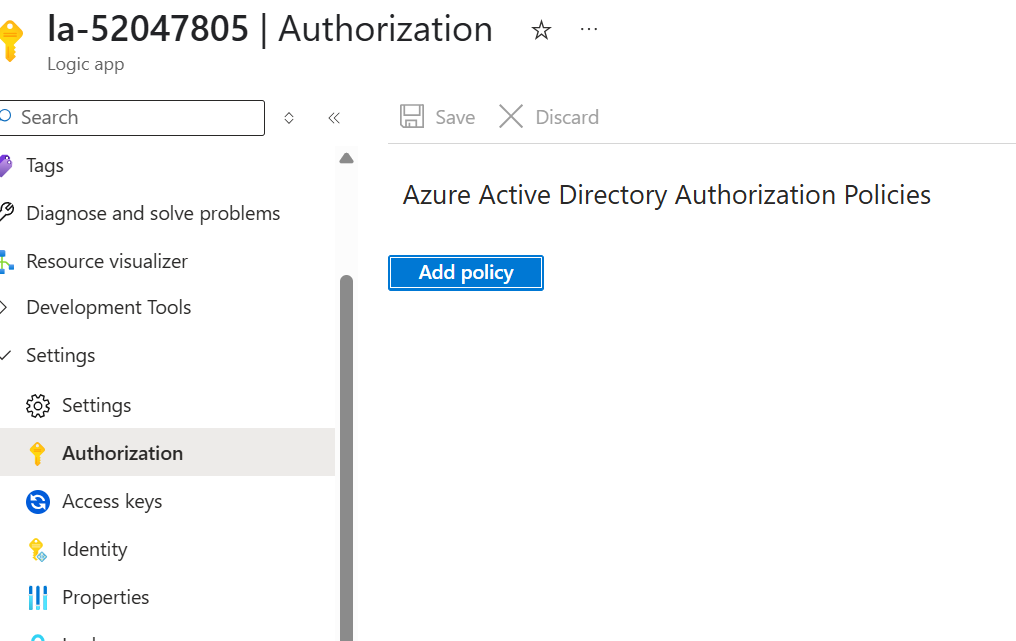 la-52047805 | Authorization
Logic app
Search
Save
Discard
Tags
Azure Active Directory Authorization Policies
Diagnose and solve problems
Resource visualizer
Add policy
Development Tools
Settings
Settings
Authorization
Access keys
Identity
Properties